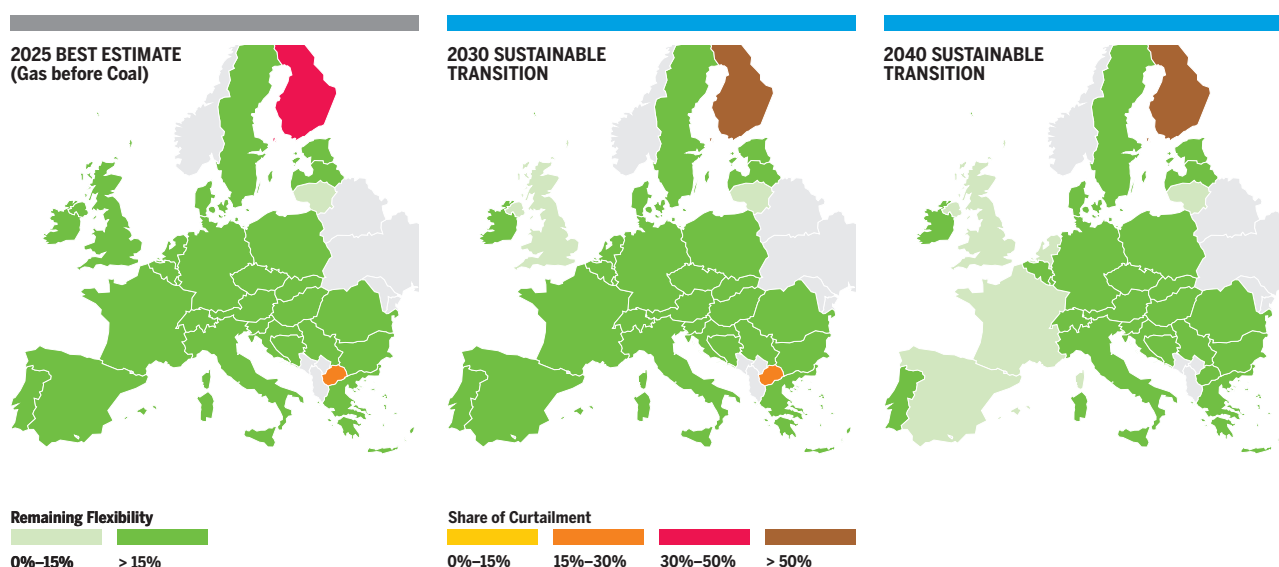 2025 BEST ESTIMATE
(Gas before Coal)
2030 SUSTAINABLE
TRANSITION
2040 SUSTAINABLE
TRANSITION
Remaining Flexibility
0%–15%
> 15%
Share of Curtailment
0%–15%
15%–30%
30%–50%
> 50%